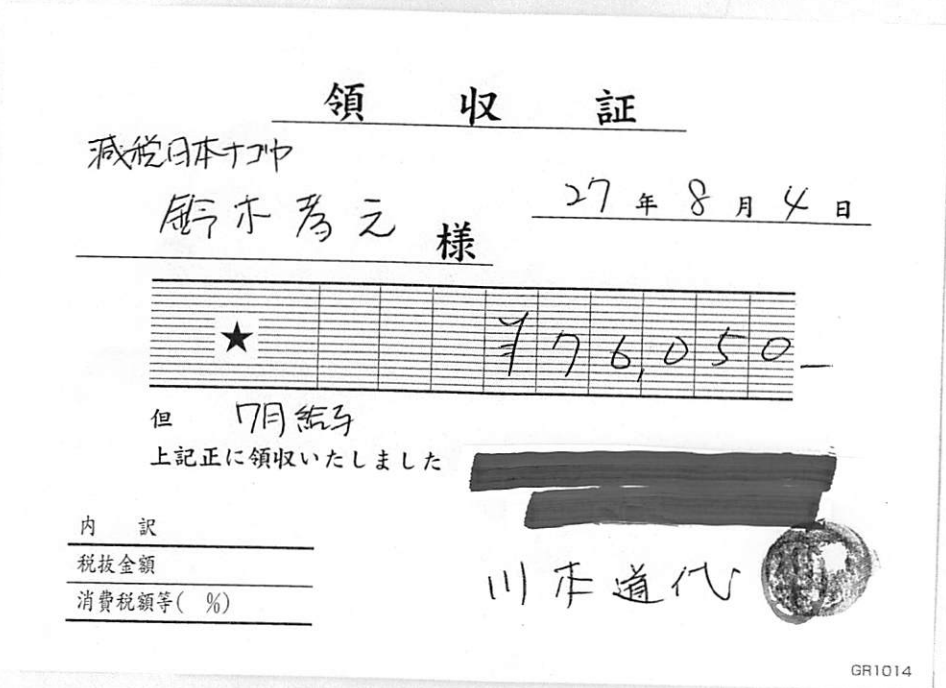 領収証
減税日本ナゴヤ
鈴木孝之 様
27年8月4日
★ ¥76,050—
但 7月給与
上記正に領収いたしました
内訳
税抜金額
消費税額等( %)
川本道代
GR1014